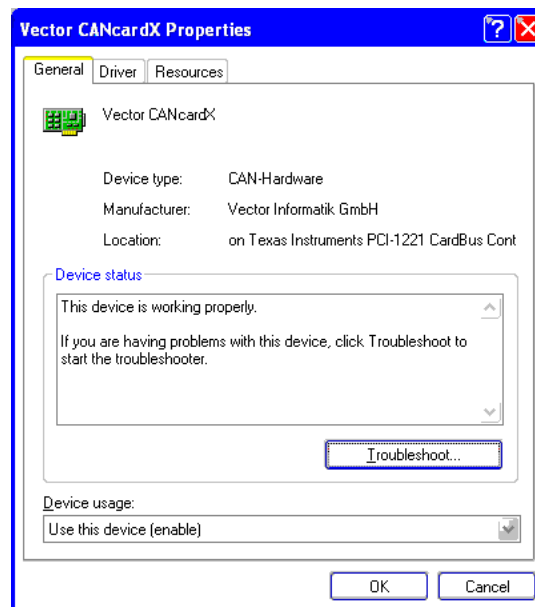 Vector CANcardX Properties
General Driver Resources
Vector CANcardX
Device type: CAN-Hardware
Manufacturer: Vector Informatik GmbH
Location: on Texas Instruments PCI-1221 CardBus Cont
Device status
This device is working properly.
If you are having problems with this device, click Troubleshoot to
start the troubleshooter.
Troubleshoot...
Device usage:
Use this device (enable)
OK Cancel